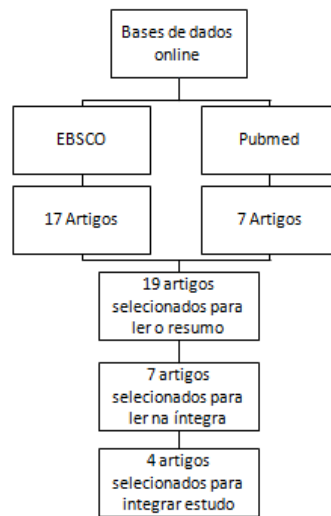 Bases de dados
online
EBSCO
Pubmed
17 Artigos
7 Artigos
19 artigos
selecionados para
ler o resumo
7 artigos
selecionados para
ler na íntegra
4 artigos
selecionados para
integrar estudo